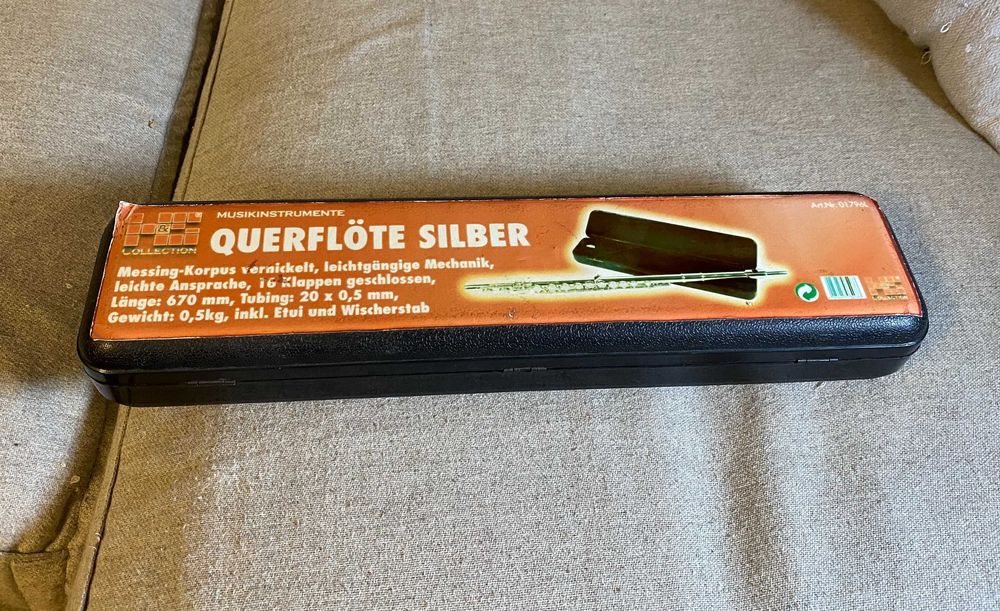 MUSIKINSTRUMENTE
Art.Nr. 01796
&
COLLECTION
QUERFLÖTE SILBER
Messing-Korpus vernickelt, leichtgängige Mechanik,
leichte Ansprache, 16 Klappen geschlossen,
Länge: 670 mm, Tubing: 20 x 0,5 mm,
Gewicht: 0,5kg, inkl. Etui und Wischerstab
COLLECTION